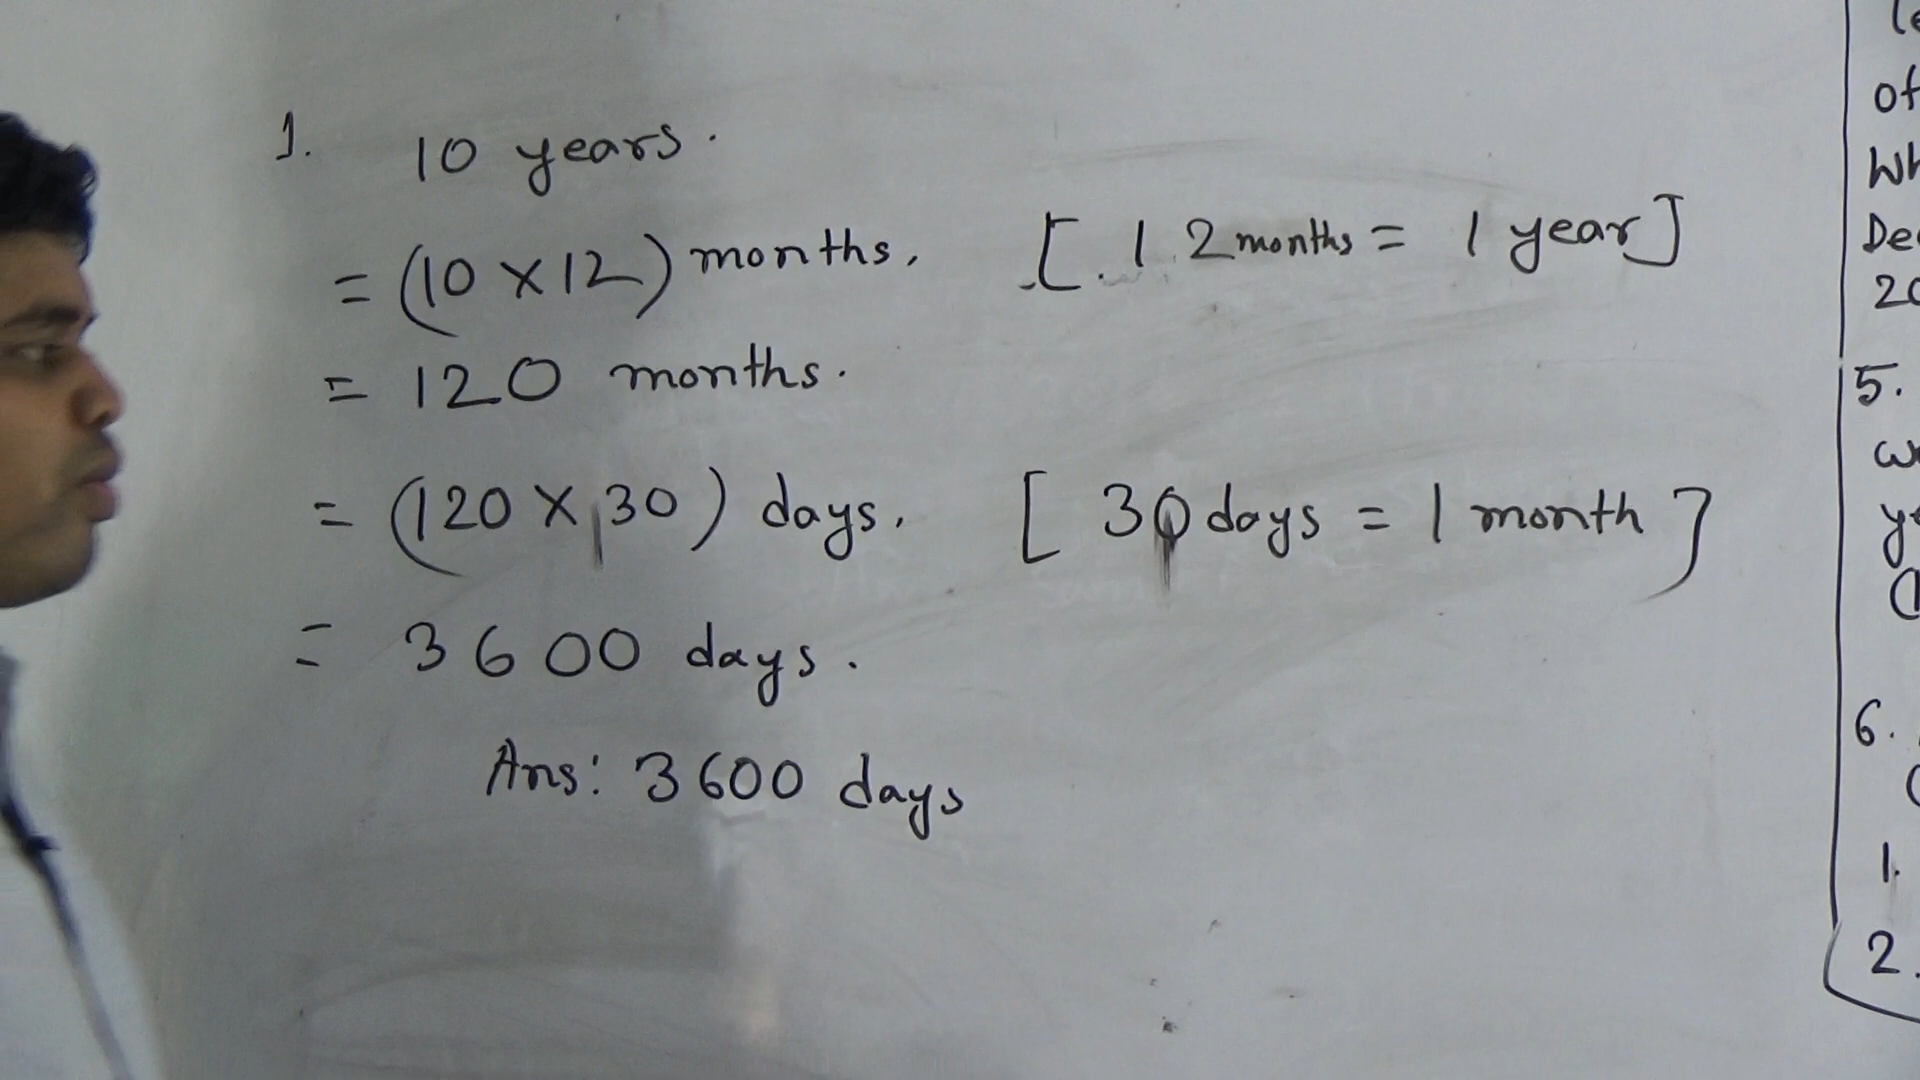 1. 10 years.
= (10 × 12) months. [ 12 months = 1 year ]
= 120 months.
= (120 × 30) days. [ 30 days = 1 month ]
= 3600 days.
Ans: 3600 days
of
20
5.
6.
1.
2.